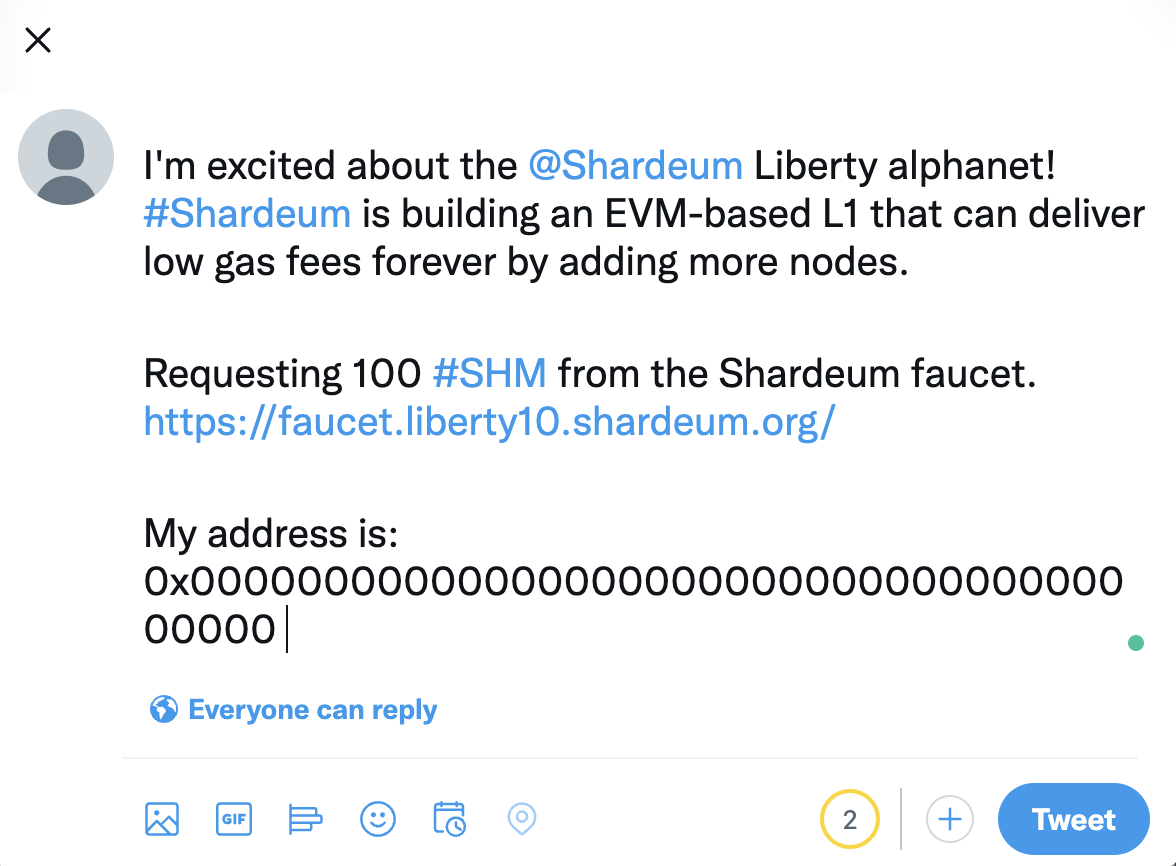 I'm excited about the @Shardeum Liberty alphanet!
#Shardeum is building an EVM-based L1 that can deliver
low gas fees forever by adding more nodes.
Requesting 100 #SHM from the Shardeum faucet.
https://faucet.liberty10.shardeum.org/
My address is:
0x00000000000000000000000000000000000
00000
Everyone can reply
GIF
2
Tweet